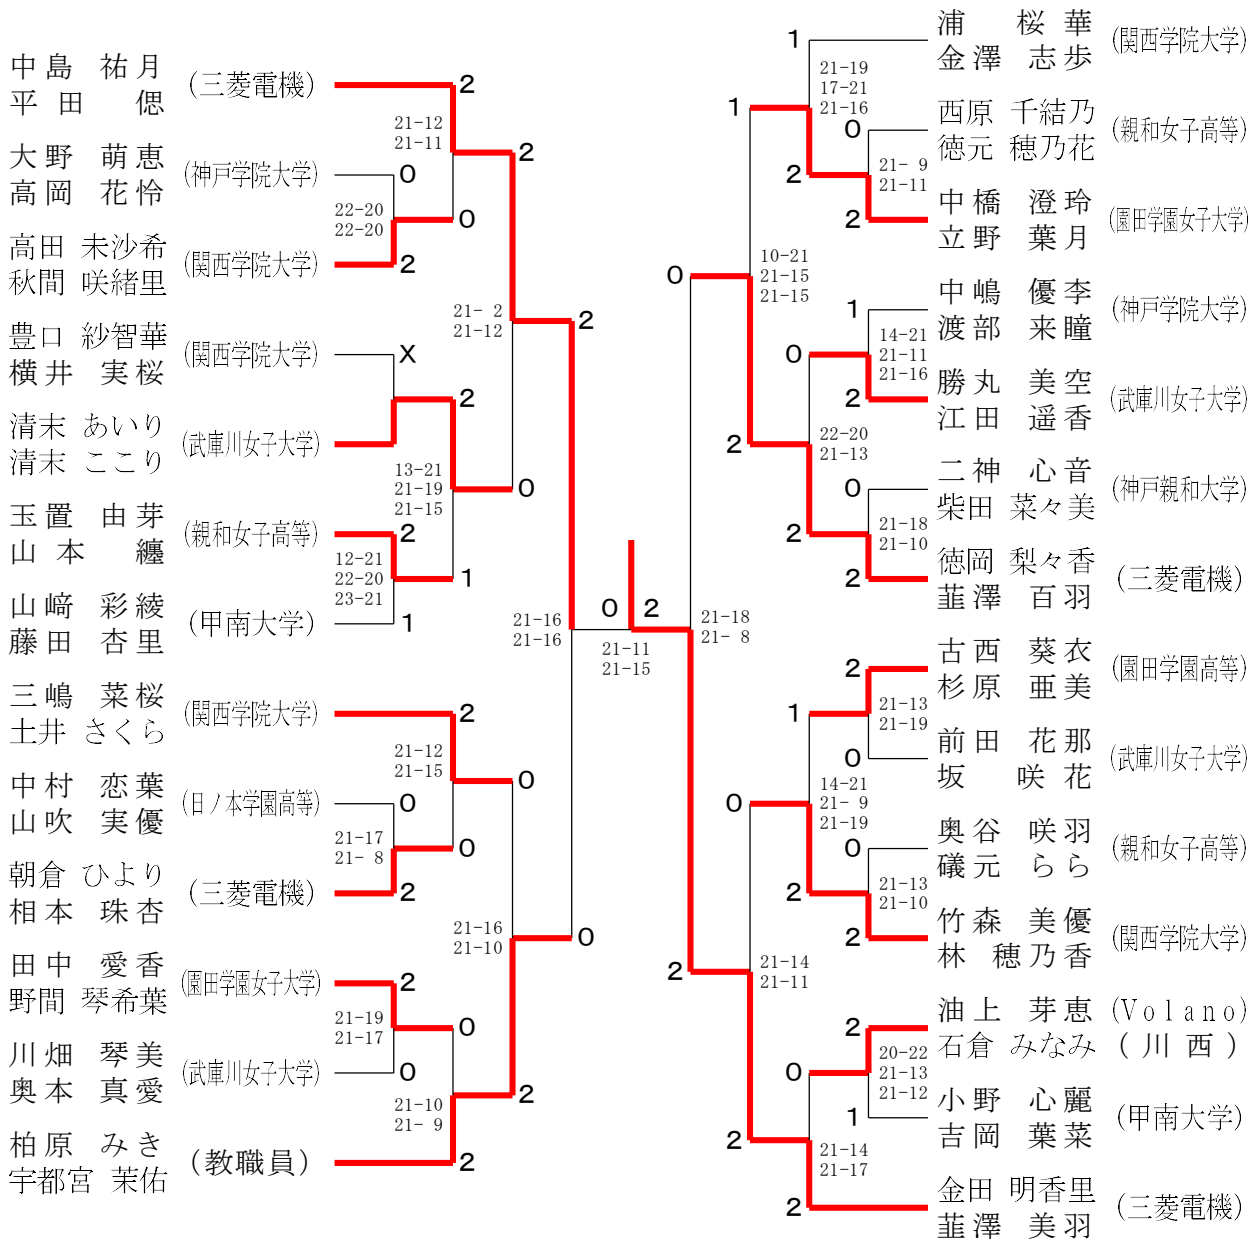 中島 祐月
平田 偲
(三菱電機)
2
21-12
21-11
2
大野 萌恵
高岡 花怜
(神戸学院大学)
0
22-20
22-20
0
高田 未沙希
秋間 咲緒里
(関西学院大学)
2
21- 2
21-12
2
豊口 紗智華
横井 実桜
(関西学院大学)
X
2
清末 あいり
清末 ここり
(武庫川女子大学)
13-21
21-19
21-15
0
玉置 由芽
山本 纏
(親和女子高等)
2
12-21
22-20
23-21
1
山﨑 彩綾
藤田 杏里
(甲南大学)
1
21-16
21-16
三嶋 菜桜
土井 さくら
(関西学院大学)
2
21-12
21-15
0
中村 恋葉
山吹 実優
(日ノ本学園高等)
0
21-17
21- 8
0
朝倉 ひより
相本 珠杏
(三菱電機)
2
21-16
21-10
0
田中 愛香
野間 琴希葉
(園田学園女子大学)
2
21-19
21-17
0
川畑 琴美
奥本 真愛
(武庫川女子大学)
0
21-10
21- 9
2
柏原 みき
宇都宮 茉佑
(教職員)
2
0 2
21-11
21-15
1
浦 桜華
金澤 志歩
(関西学院大学)
21-19
17-21
21-16
1
0
西原 千結乃
徳元 穂乃花
(親和女子高等)
21- 9
21-11
2
2
中橋 澄玲
立野 葉月
(園田学園女子大学)
0
10-21
21-15
21-15
1
中嶋 優李
渡部 来瞳
(神戸学院大学)
14-21
21-11
21-16
0
2
勝丸 美空
江田 遥香
(武庫川女子大学)
2
22-20
21-13
0
二神 心音
柴田 菜々美
(神戸親和大学)
21-18
21-10
2
2
徳岡 梨々香
韮澤 百羽
(三菱電機)
21-18
21- 8
2
古西 葵衣
杉原 亜美
(園田学園高等)
21-13
21-19
1
0
前田 花那
坂 咲花
(武庫川女子大学)
0
14-21
21- 9
21-19
0
奥谷 咲羽
礒元 らら
(親和女子高等)
21-13
21-10
2
2
竹森 美優
林 穂乃香
(関西学院大学)
2
21-14
21-11
2
油上 芽恵 (Volano)
石倉 みなみ (川西)
20-22
21-13
21-12
0
1
小野 心麗
吉岡 葉菜
(甲南大学)
2
21-14
21-17
2
金田 明香里
韮澤 美羽
(三菱電機)